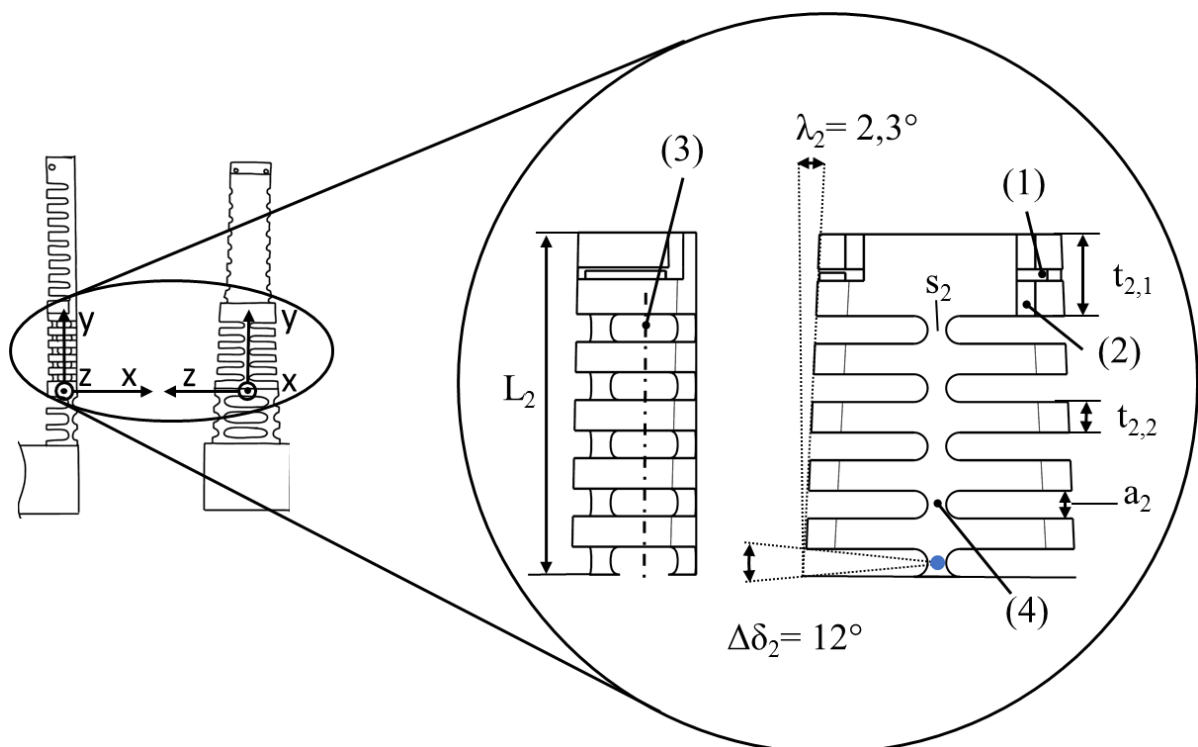 λ₂= 2,3°
(3)
(1)
t₂,₁
s₂
(2)
L₂
t₂,₂
a₂
(4)
Δδ₂= 12°
y
y
z
x
z
x